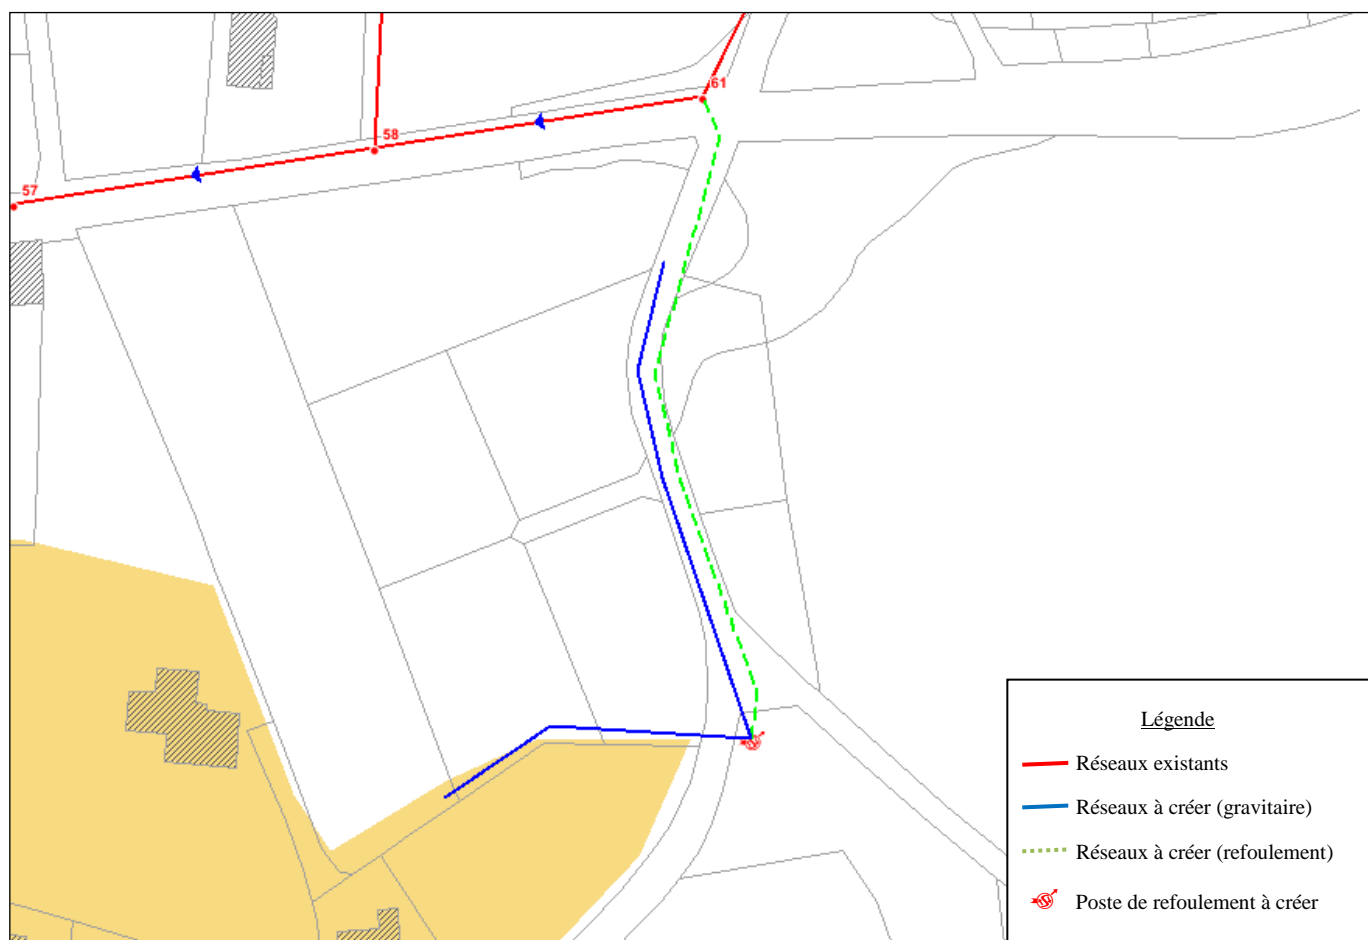 61
58
57
Légende
Réseaux existants
Réseaux à créer (gravitaire)
Réseaux à créer (refoulement)
Poste de refoulement à créer